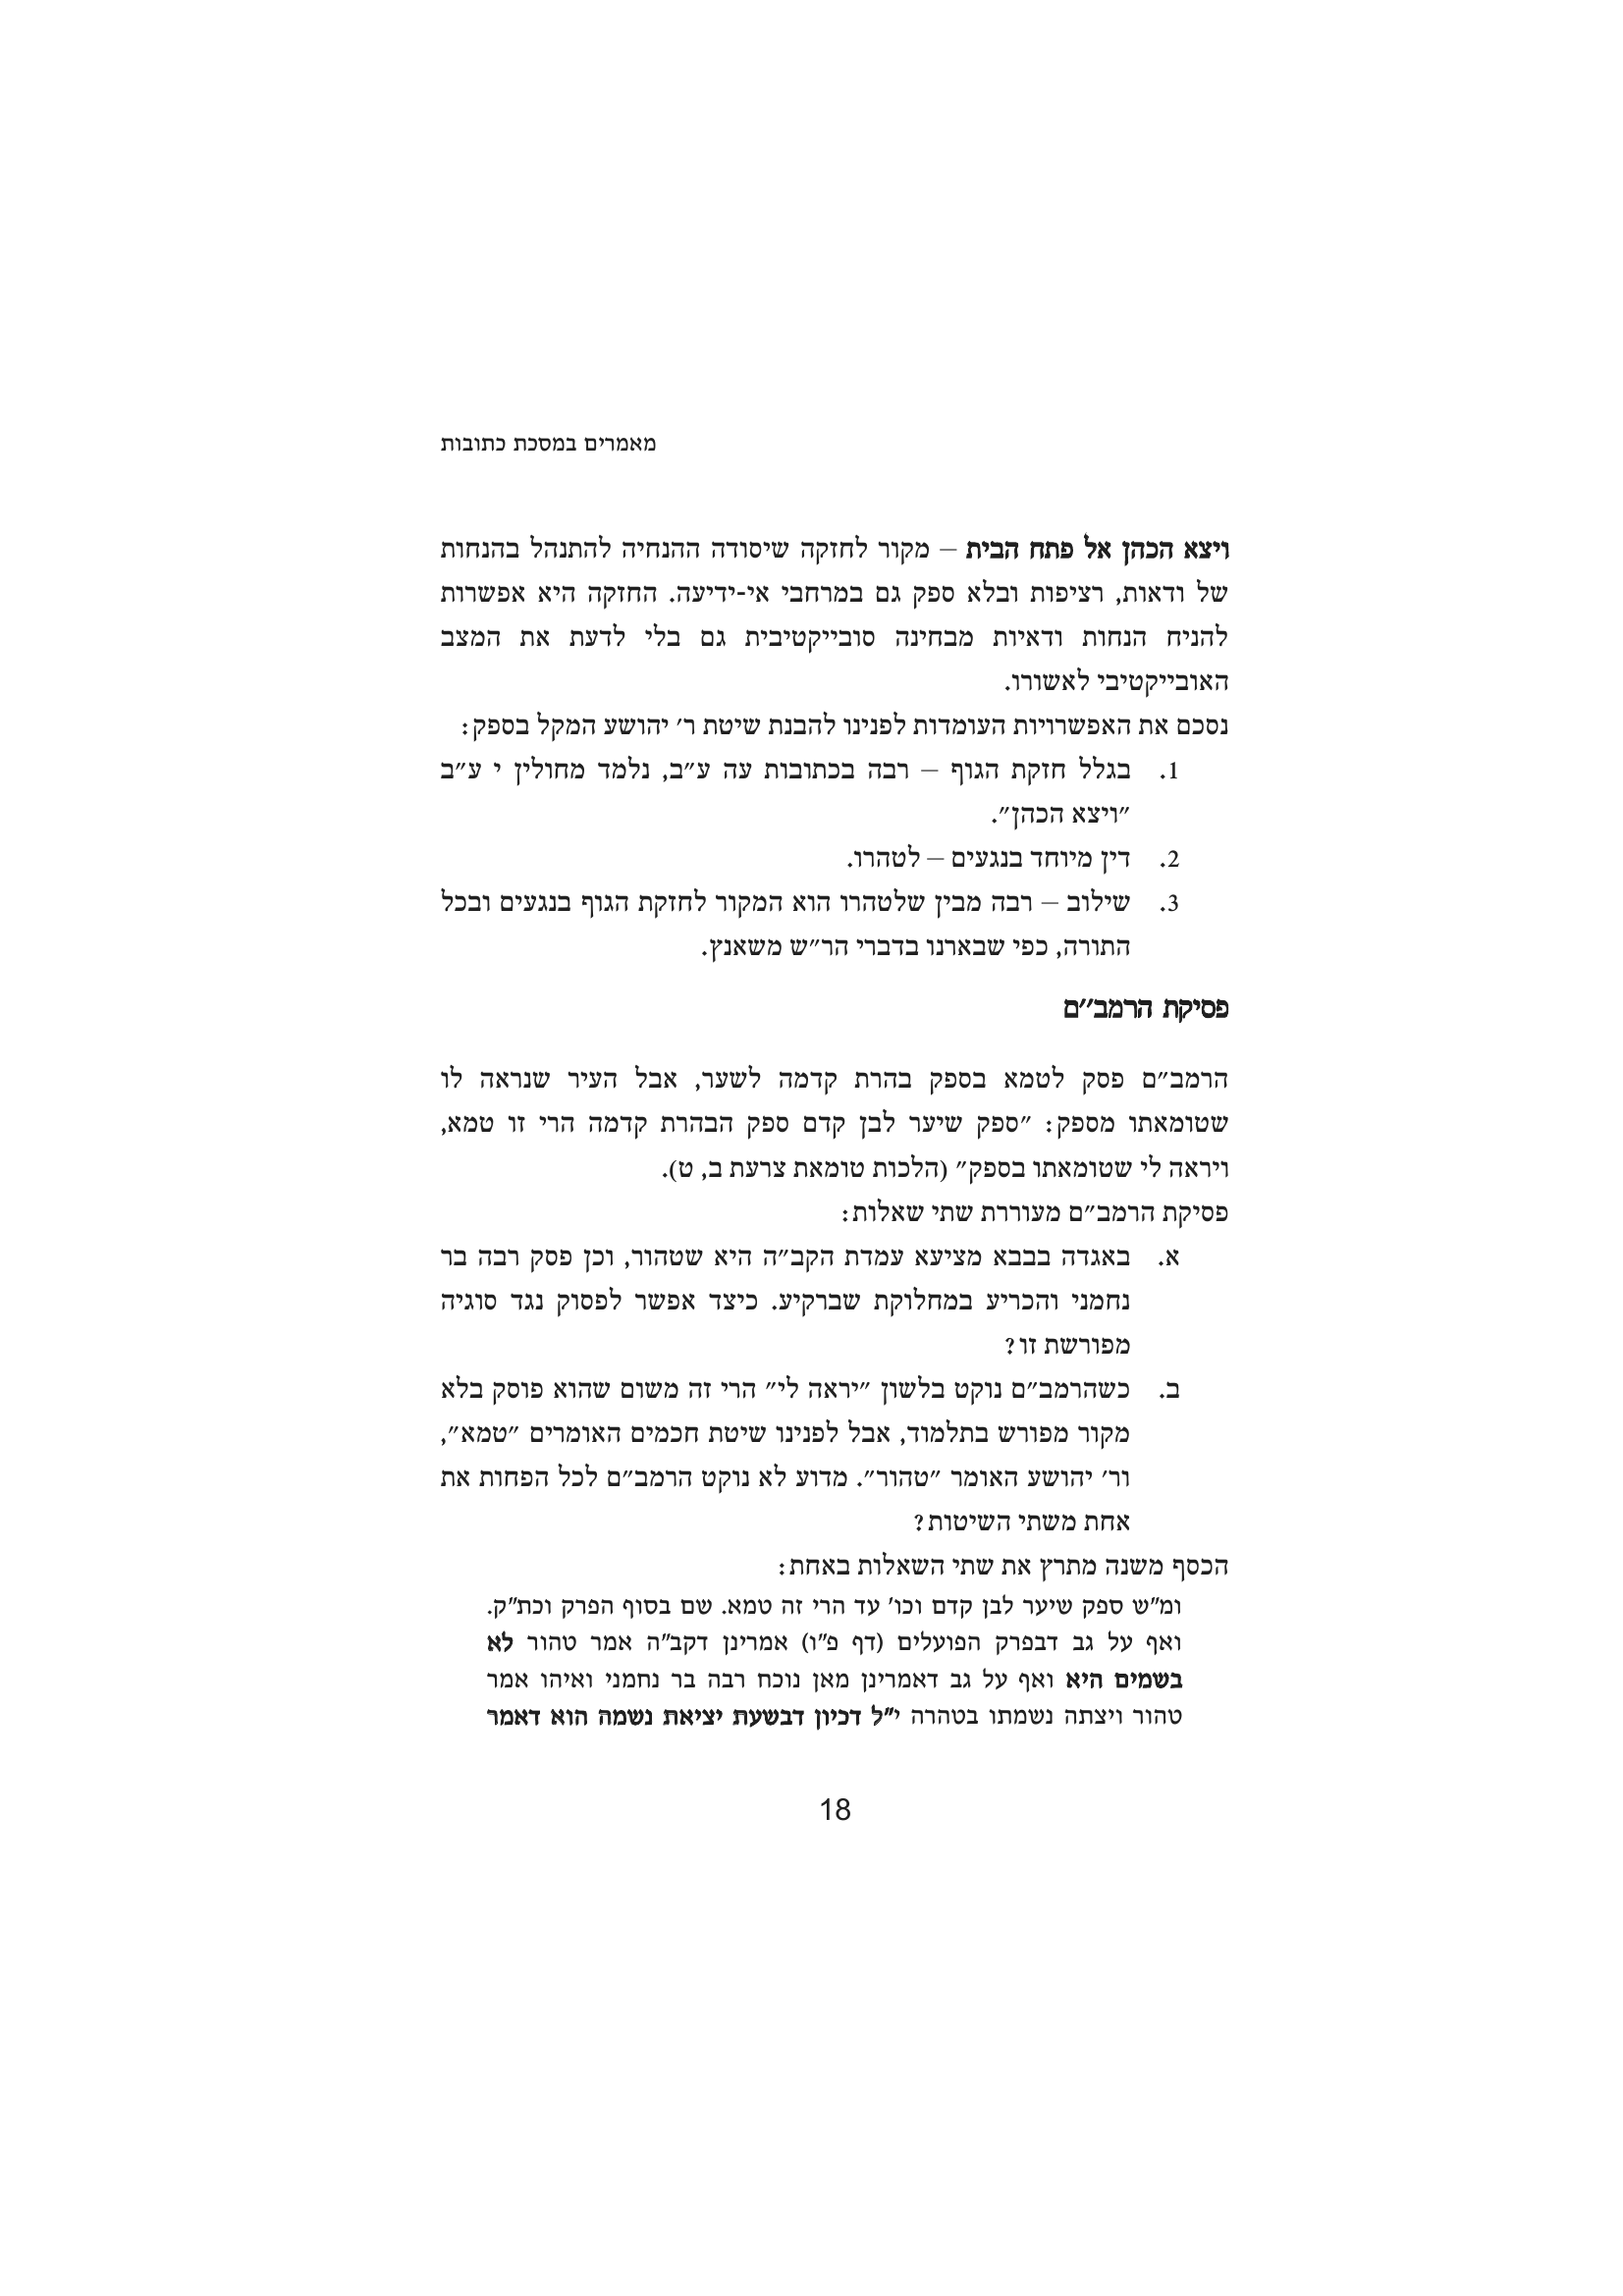 מאמרים במסכת כתובות
ויצא הכהן אל פתח הבית – מקור לחזקה שיסודה ההנחיה להתנהל בהנחות
של ודאות, רציפות ובלא ספק גם במרחבי אי-ידיעה. החזקה היא אפשרות
להניח הנחות ודאיות מבחינה סובייקטיבית גם בלי לדעת את המצב
האובייקטיבי לאשורו.
נסכם את האפשרויות העומדות לפנינו להבנת שיטת ר׳ יהושע המקל בספק:
1. בגלל חזקת הגוף – רבה בכתובות עה ע״ב, נלמד מחולין י ע״ב
״ויצא הכהן״.
2. דין מיוחד בנגעים – לטהרו.
3. שילוב – רבה מבין שלטהרו הוא המקור לחזקת הגוף בנגעים ובכל
התורה, כפי שבארנו בדברי הר״ש משאנץ.
פסיקת הרמב״ם
הרמב״ם פסק לטמא בספק בהרת קדמה לשער, אבל העיר שנראה לו
שטומאתו מספק: ״ספק שיער לבן קדם ספק הבהרת קדמה הרי זו טמא,
ויראה לי שטומאתו בספק״ (הלכות טומאת צרעת ב, ט).
פסיקת הרמב״ם מעוררת שתי שאלות:
א. באגדה בבבא מציעא עמדת הקב״ה היא שטהור, וכן פסק רבה בר
נחמני והכריע במחלוקת שברקיע. כיצד אפשר לפסוק נגד סוגיה
מפורשת זו?
ב. כשהרמב״ם נוקט בלשון ״יראה לי״ הרי זה משום שהוא פוסק בלא
מקור מפורש בתלמוד, אבל לפנינו שיטת חכמים האומרים ״טמא״,
ור׳ יהושע האומר ״טהור״. מדוע לא נוקט הרמב״ם לכל הפחות את
אחת משתי השיטות?
הכסף משנה מתרץ את שתי השאלות באחת:
ומ״ש ספק שיער לבן קדם וכו׳ עד הרי זה טמא. שם בסוף הפרק וכת״ק.
ואף על גב דבפרק הפועלים (דף פ״ו) אמרינן דקב״ה אמר טהור לא
בשמים היא ואף על גב דאמרינן מאן נוכח רבה בר נחמני ואיהו אמר
טהור ויצתה נשמתו בטהרה י״ל דכיון דבשעת יציאת נשמה הוא דאמר
18